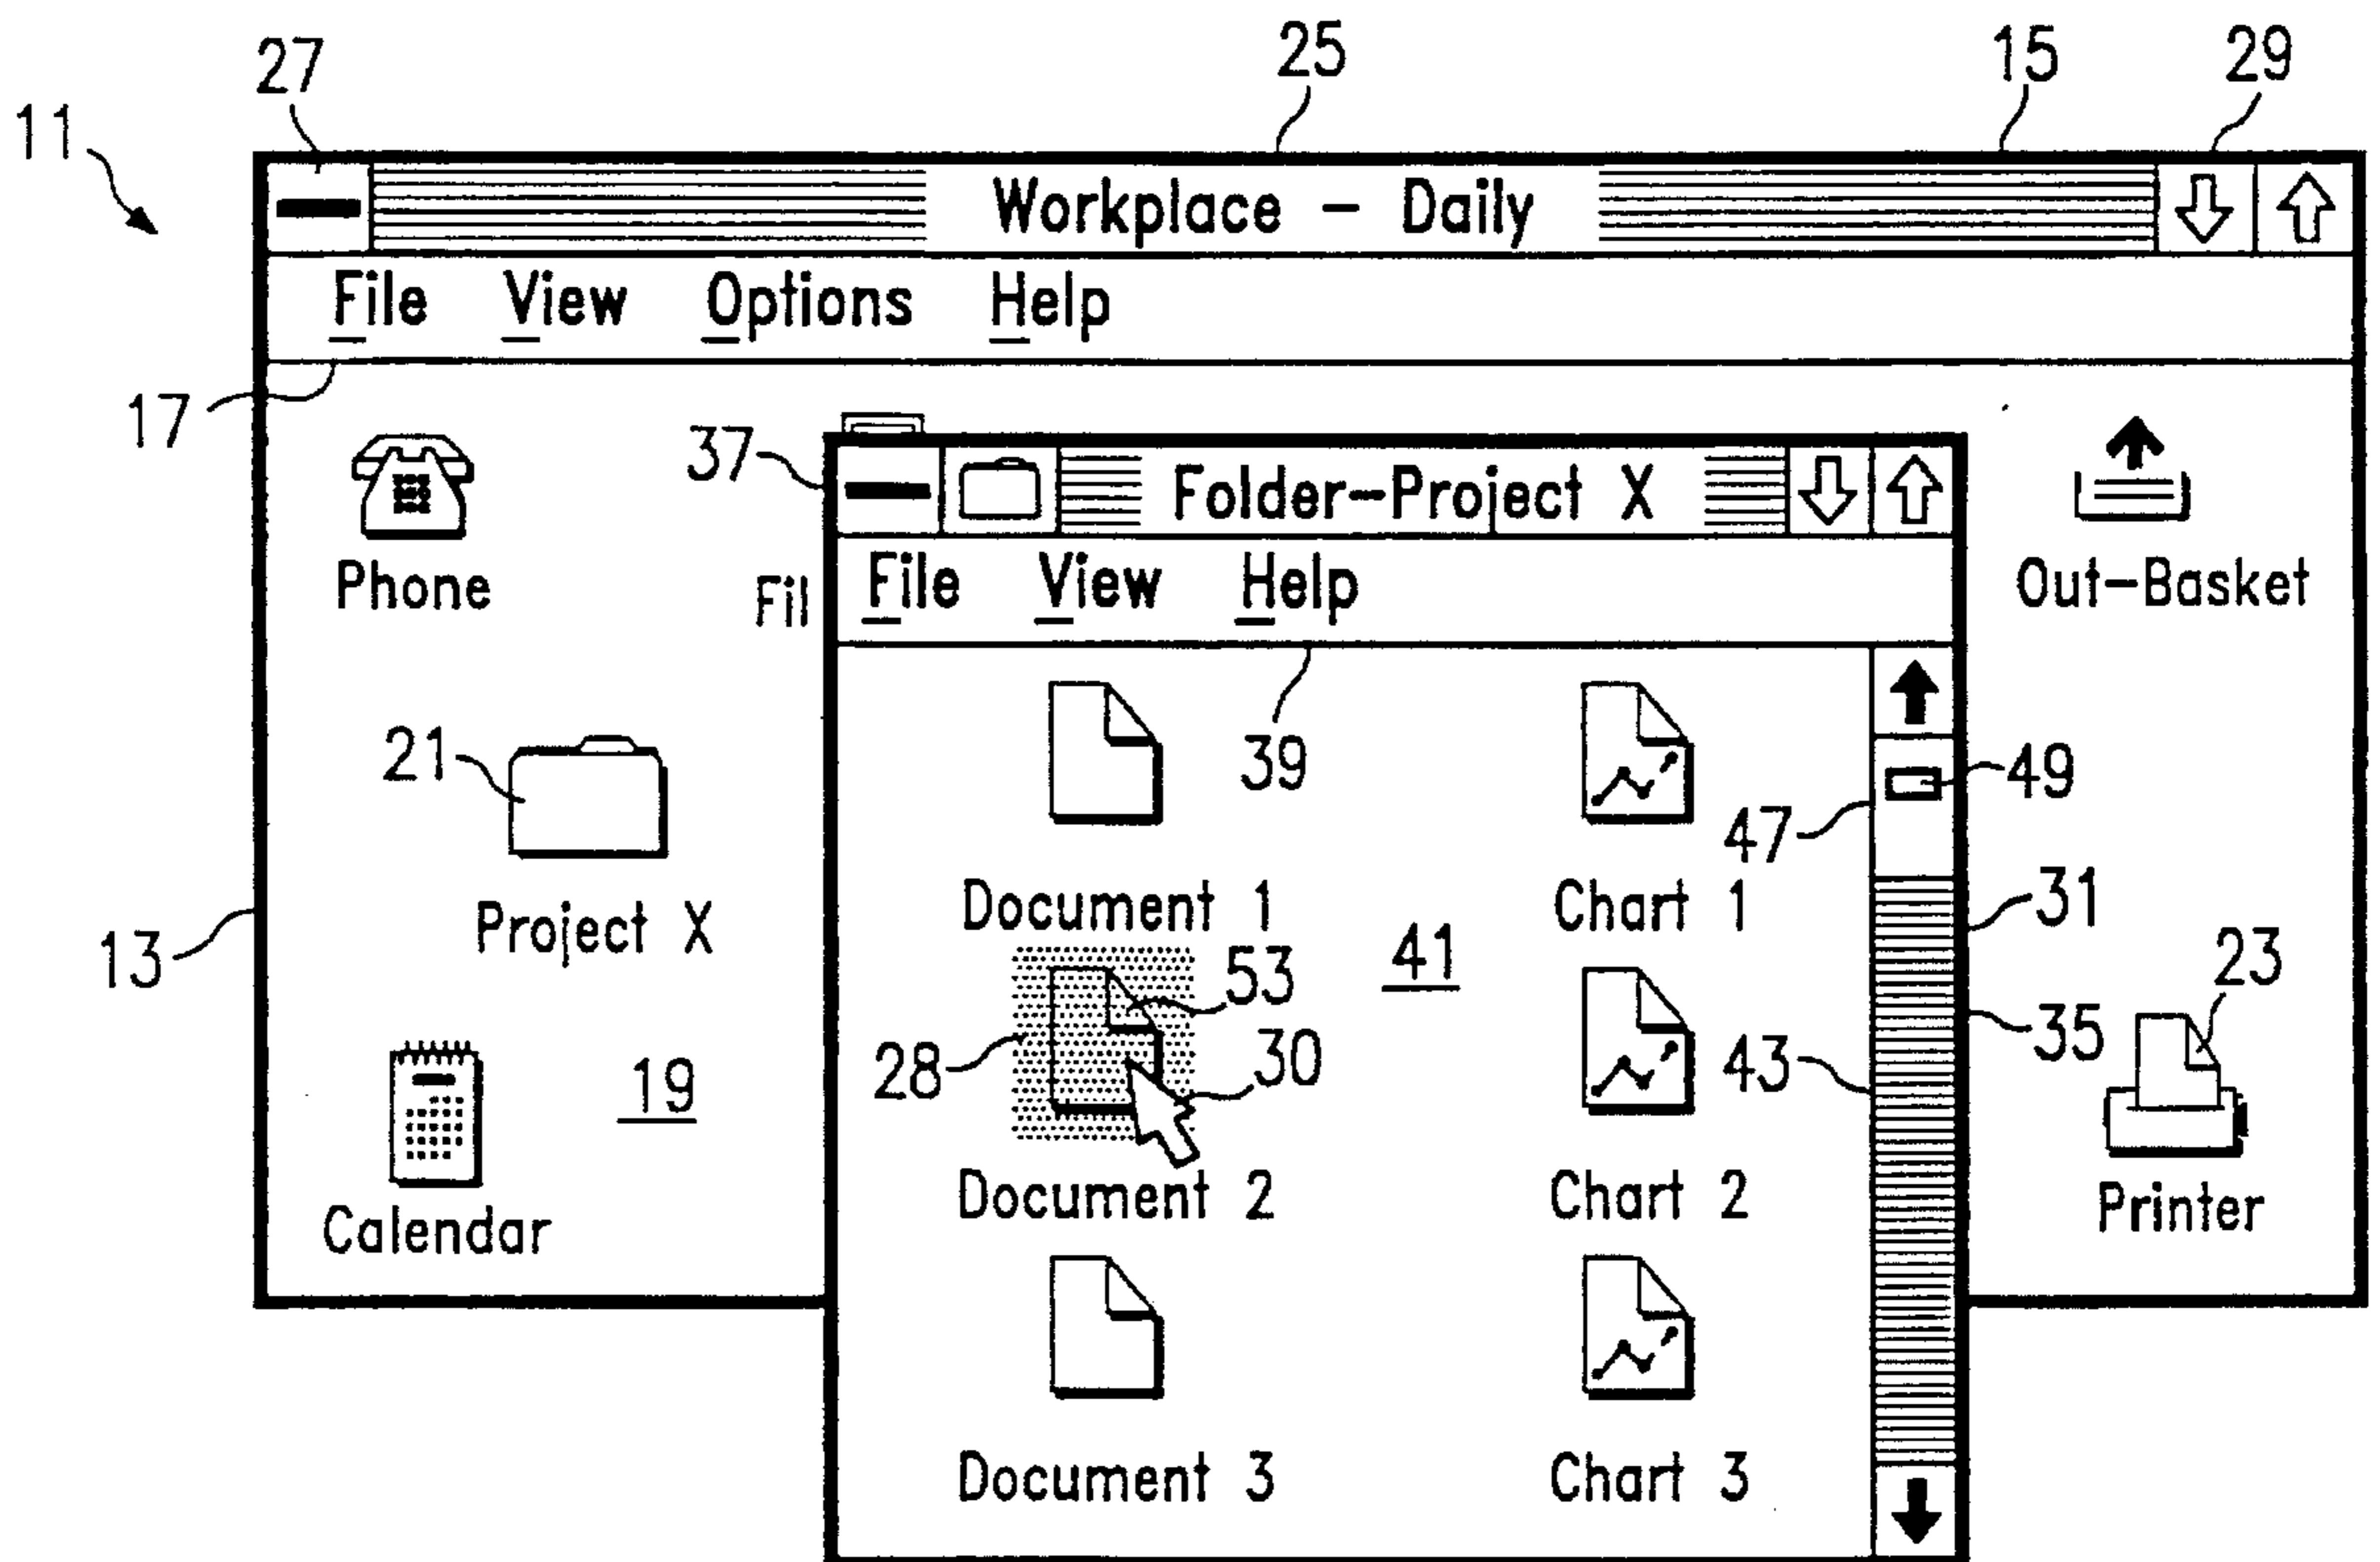 25 15 29
27
11
Workplace - Daily
File View Options Help
17
37 Folder-Project X
Phone Fil File View Help Out-Basket
21 39 49
47
Document 1 Chart 1 31
Project X
13 53 41 23
28 30 43 35
19
Document 2 Chart 2 Printer
Calendar
Document 3 Chart 3